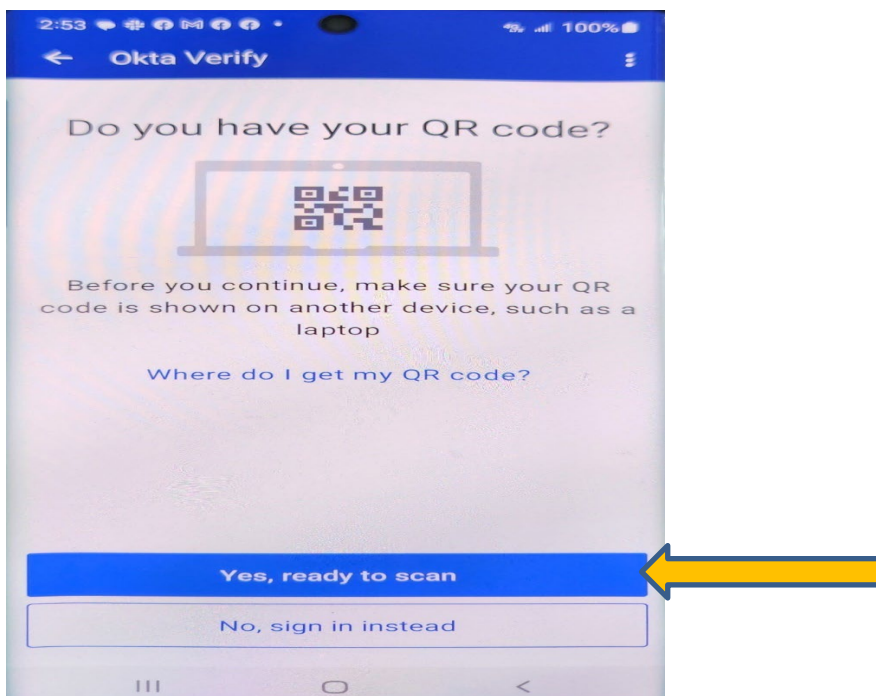 2:53 100%
Okta Verify
Do you have your QR code?
Before you continue, make sure your QR
code is shown on another device, such as a
laptop
Where do I get my QR code?
Yes, ready to scan
No, sign in instead